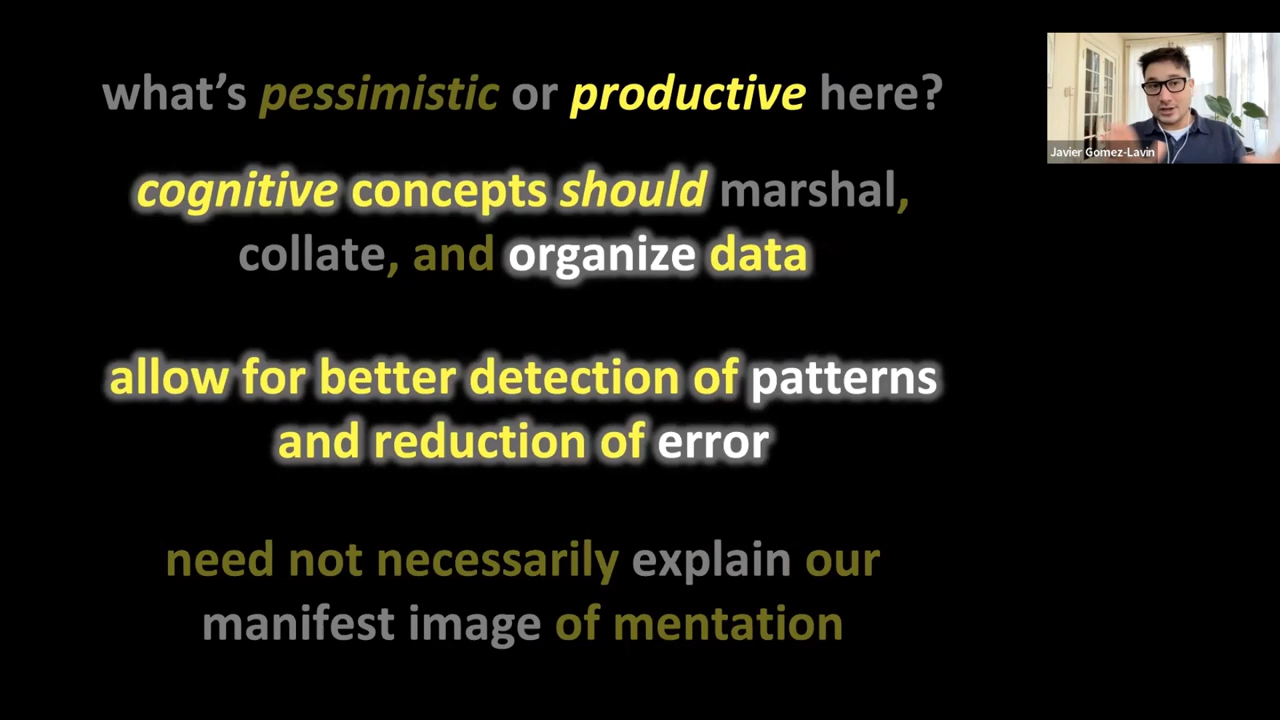 what's pessimistic or productive here?
cognitive concepts should marshal,
collate, and organize data
allow for better detection of patterns
and reduction of error
need not necessarily explain our
manifest image of mentation
Javier Gomez-Lavin